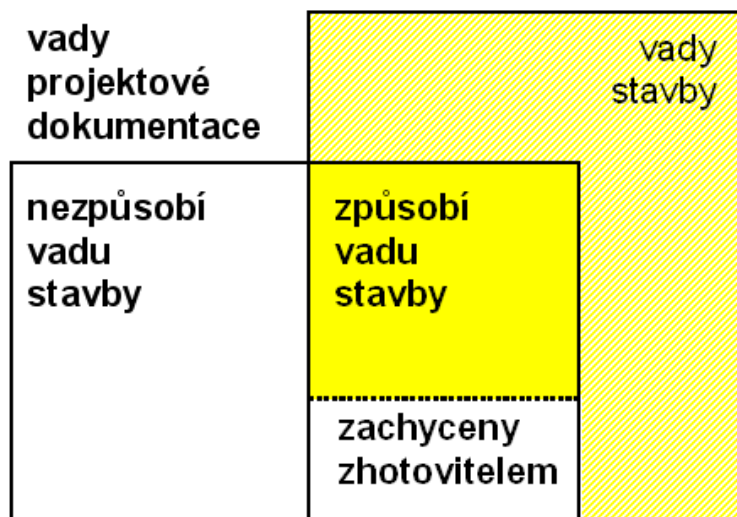 vady
projektové
dokumentace
vady
stavby
nezpůsobí
vadu
stavby
způsobí
vadu
stavby
zachyceny
zhotovitelem